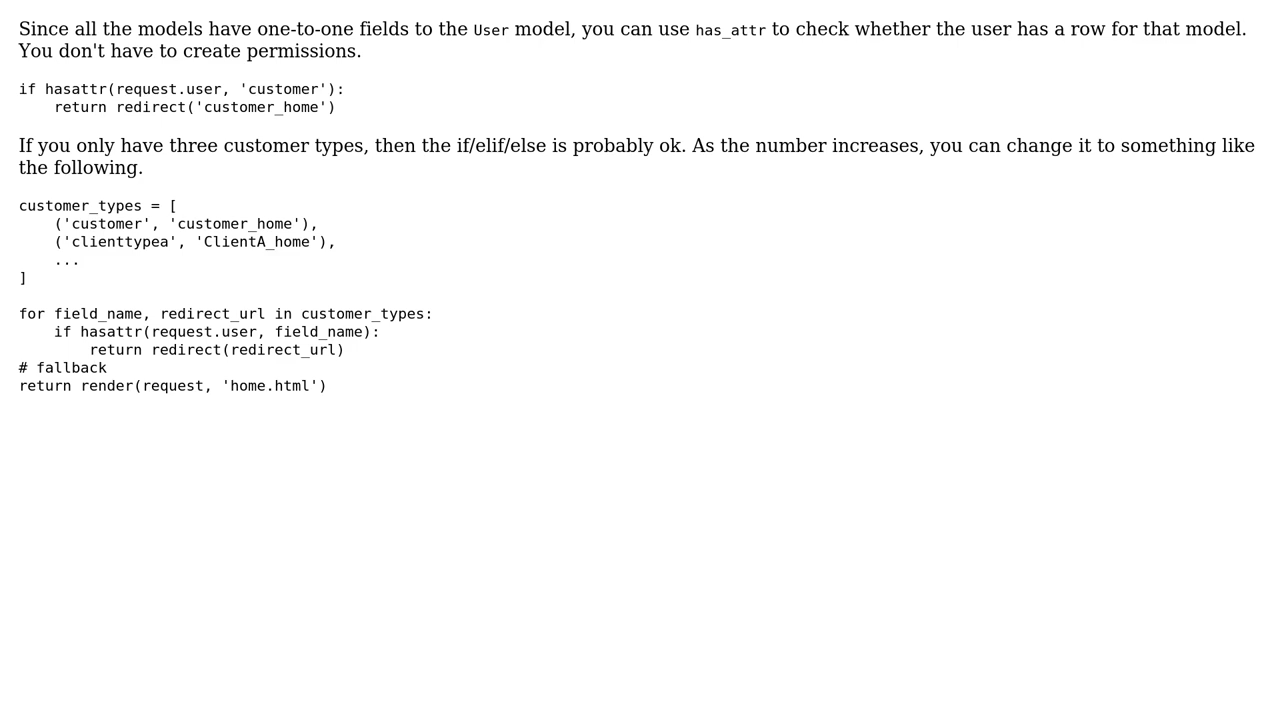 Since all the models have one-to-one fields to the User model, you can use has_attr to check whether the user has a row for that model.
You don't have to create permissions.
if hasattr(request.user, 'customer'):
    return redirect('customer_home')
If you only have three customer types, then the if/elif/else is probably ok. As the number increases, you can change it to something like
the following.
customer_types = [
    ('customer', 'customer_home'),
    ('clienttypea', 'ClientA_home'),
    ...
]
for field_name, redirect_url in customer_types:
    if hasattr(request.user, field_name):
        return redirect(redirect_url)
# fallback
return render(request, 'home.html')